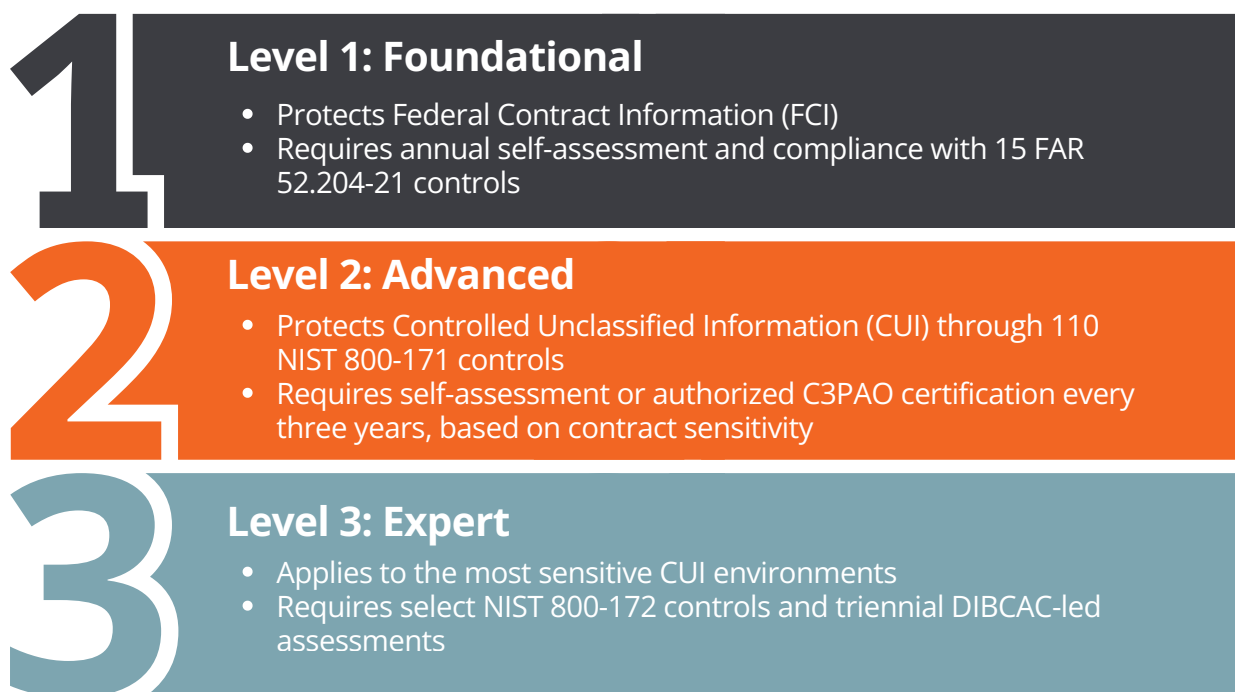 1
Level 1: Foundational
• Protects Federal Contract Information (FCI)
• Requires annual self-assessment and compliance with 15 FAR
52.204-21 controls
2
Level 2: Advanced
• Protects Controlled Unclassified Information (CUI) through 110
NIST 800-171 controls
• Requires self-assessment or authorized C3PAO certification every
three years, based on contract sensitivity
3
Level 3: Expert
• Applies to the most sensitive CUI environments
• Requires select NIST 800-172 controls and triennial DIBCAC-led
assessments